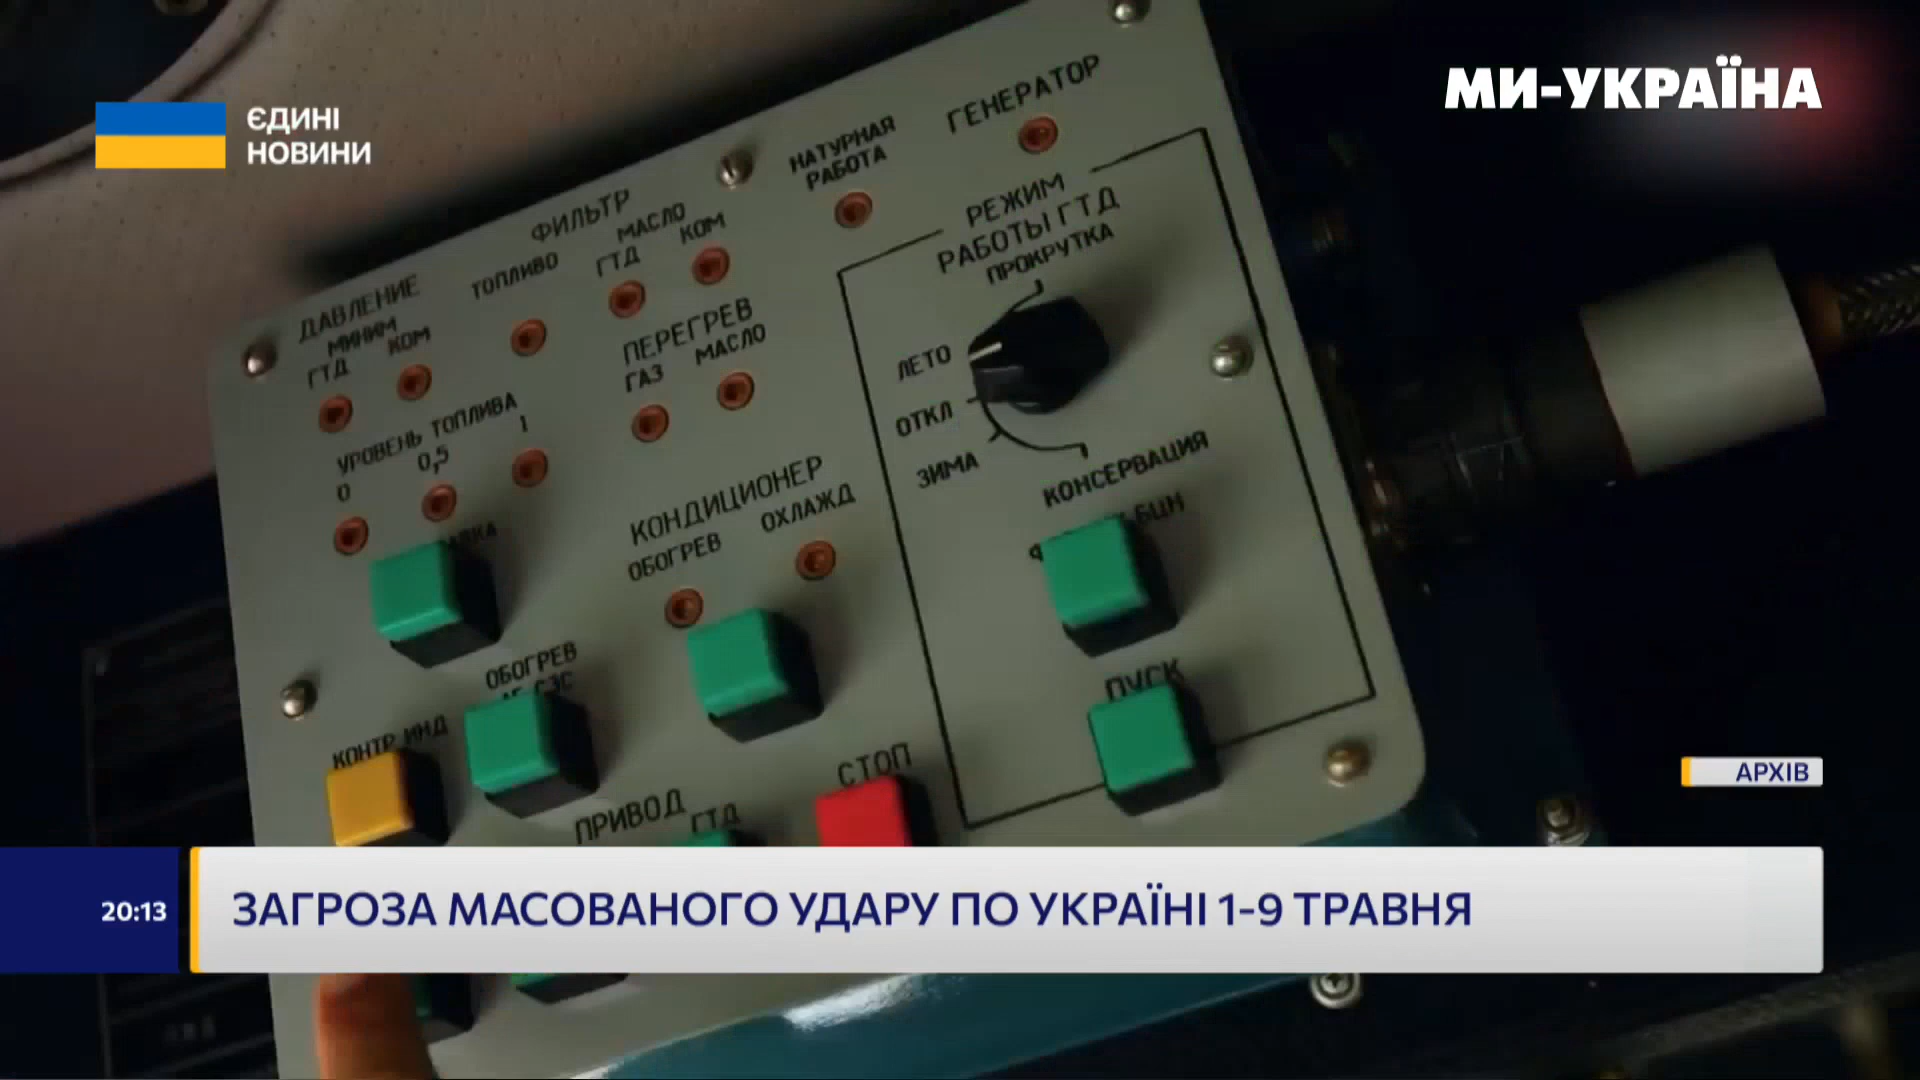 ЄДИНІ
НОВИНИ
МИ-УКРАЇНА
ГЕНЕРАТОР
НАТУРНАЯ
РАБОТА
ФИЛЬТР
МАСЛО
ТОПЛИВО
ГТД
КОМ
ДАВЛЕНИЕ
МИНИМ
ГТД
КОМ
ПЕРЕГРЕВ
ГАЗ
МАСЛО
УРОВЕНЬ ТОПЛИВА
0
0,5
1
РЕЖИМ
РАБОТЫ ГТД
ПРОКРУТКА
ЛЕТО
ОТКЛ
ЗИМА
КОНСЕРВАЦИЯ
БЦН
КОНДИЦИОНЕР
ОБОГРЕВ
ОХЛАЖД
ОБОГРЕВ
СЭС
ПУСК
КОНТР ИНД
СТОП
ПРИВОД
ГТД
АРХІВ
20:13
ЗАГРОЗА МАСОВАНОГО УДАРУ ПО УКРАЇНІ 1-9 ТРАВНЯ